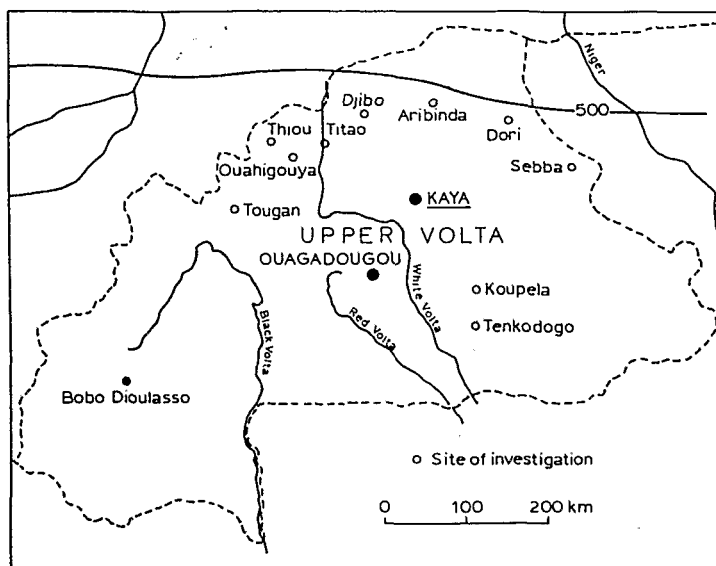 Niger
500
Djibo
Aribinda
Dori
Thiou
Titao
Ouahigouya
Sebba
KAYA
Tougan
UPPER VOLTA
OUAGADOUGOU
White Volta
Koupela
Red Volta
Tenkodogo
Black Volta
Bobo Dioulasso
Site of investigation
0 100 200 km